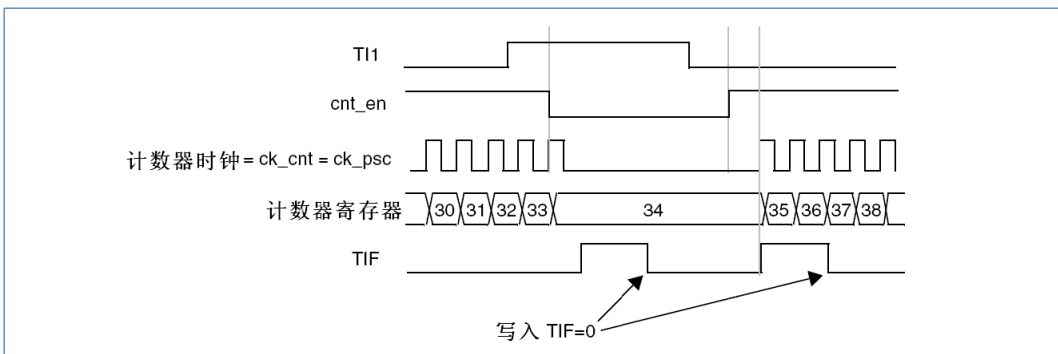 TI1
cnt_en
计数器时钟 = ck_cnt = ck_psc
计数器寄存器 30 31 32 33 34 35 36 37 38
TIF
写入 TIF=0